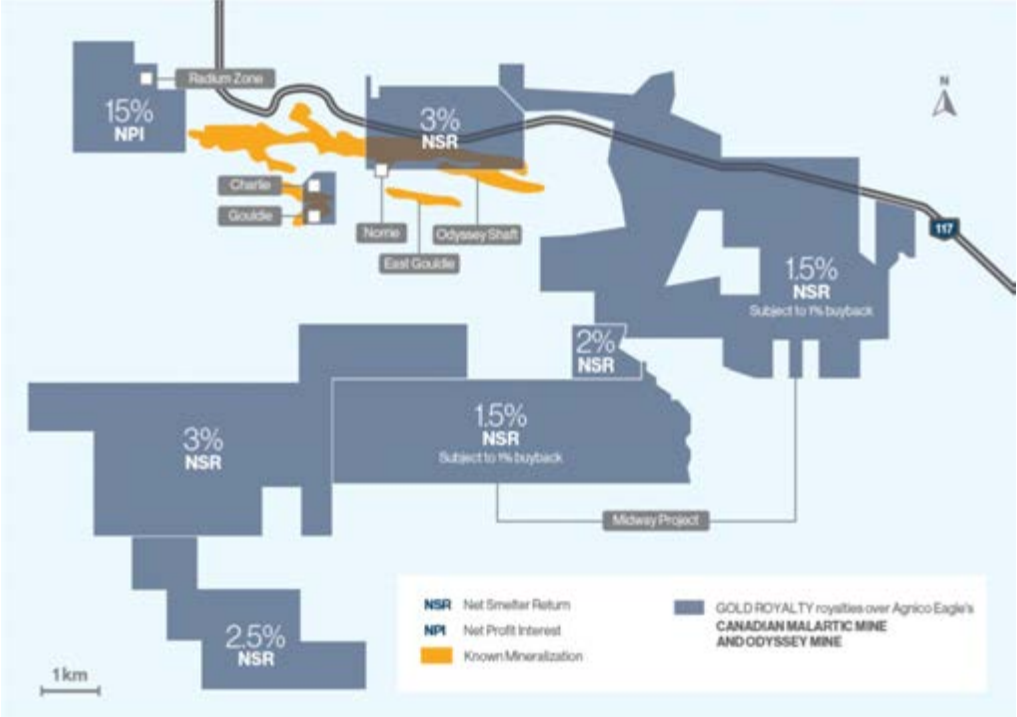 Radium Zone
15%
NPI
3%
NSR
N
Charlie
Gouldie
Norrie
Odyssey Shaft
East Gouldie
117
1.5%
NSR
Subject to 1% buyback
2%
NSR
1.5%
NSR
Subject to 1% buyback
3%
NSR
Midway Project
2.5%
NSR
1 km
NSR Net Smelter Return
NPI Net Profit Interest
Known Mineralization
GOLD ROYALTY royalties over Agnico Eagle's
CANADIAN MALARTIC MINE
AND ODYSSEY MINE